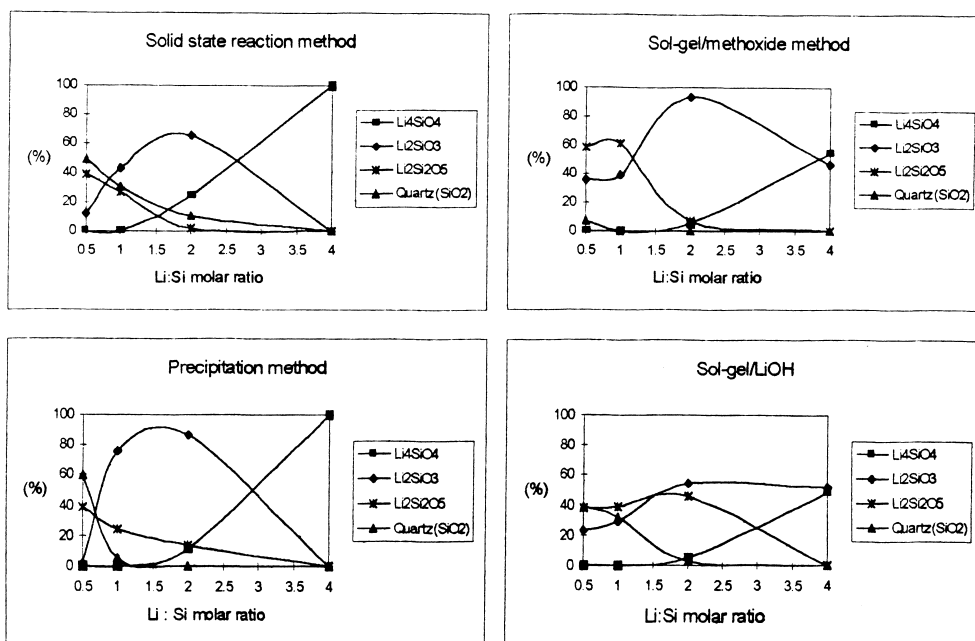 Solid state reaction method
100
80
60
(%)
40
20
0
0.5 1 1.5 2 2.5 3 3.5 4
Li:Si molar ratio
Li4SiO4
Li2SiO3
Li2Si2O5
Quartz(SiO2)
Sol-gel/methoxide method
100
80
60
(%)
40
20
0
0.5 1 1.5 2 2.5 3 3.5 4
Li:Si molar ratio
Li4SiO4
Li2SiO3
Li2Si2O5
Quartz(SiO2)
Precipitation method
100
80
60
(%)
40
20
0
0.5 1 1.5 2 2.5 3 3.5 4
Li : Si molar ratio
Li4SiO4
Li2SiO3
Li2Si2O5
Quartz(SiO2)
Sol-gel/LiOH
100
80
60
(%)
40
20
0
0.5 1 1.5 2 2.5 3 3.5 4
Li:Si molar ratio
Li4SiO4
Li2SiO3
Li2Si2O5
Quartz(SiO2)